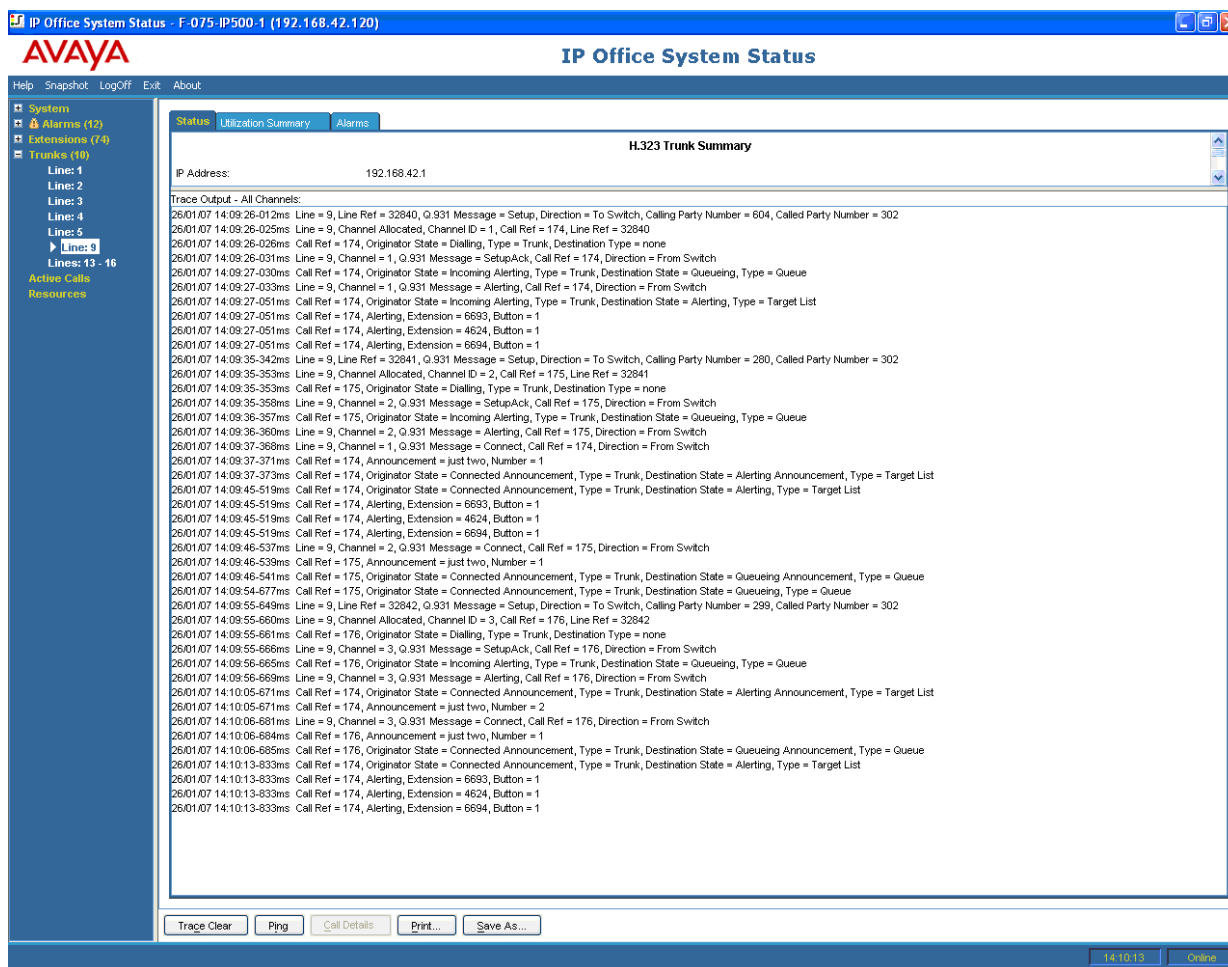 IP Office System Status - F-075-IP500-1 (192.168.42.120)
AVAYA
IP Office System Status
Help Snapshot LogOff Exit About
System
Alarms (12)
Extensions (74)
Trunks (10)
Line: 1
Line: 2
Line: 3
Line: 4
Line: 5
Line: 9
Lines: 13 - 16
Active Calls
Resources
Status Utilization Summary Alarms
H.323 Trunk Summary
IP Address: 192.168.42.1
Trace Output - All Channels:
26/01/07 14:09:26-012ms Line = 9, Line Ref = 32840, Q.931 Message = Setup, Direction = To Switch, Calling Party Number = 604, Called Party Number = 302
26/01/07 14:09:26-025ms Line = 9, Channel Allocated, Channel ID = 1, Call Ref = 174, Line Ref = 32840
26/01/07 14:09:26-026ms Call Ref = 174, Originator State = Dialling, Type = Trunk, Destination Type = none
26/01/07 14:09:26-031ms Line = 9, Channel = 1, Q.931 Message = SetupAck, Call Ref = 174, Direction = From Switch
26/01/07 14:09:27-030ms Call Ref = 174, Originator State = Incoming Alerting, Type = Trunk, Destination State = Queueing, Type = Queue
26/01/07 14:09:27-033ms Line = 9, Channel = 1, Q.931 Message = Alerting, Call Ref = 174, Direction = From Switch
26/01/07 14:09:27-051ms Call Ref = 174, Originator State = Incoming Alerting, Type = Trunk, Destination State = Alerting, Type = Target List
26/01/07 14:09:27-051ms Call Ref = 174, Alerting, Extension = 6693, Button = 1
26/01/07 14:09:27-051ms Call Ref = 174, Alerting, Extension = 4624, Button = 1
26/01/07 14:09:27-051ms Call Ref = 174, Alerting, Extension = 6694, Button = 1
26/01/07 14:09:35-342ms Line = 9, Line Ref = 32841, Q.931 Message = Setup, Direction = To Switch, Calling Party Number = 280, Called Party Number = 302
26/01/07 14:09:35-353ms Line = 9, Channel Allocated, Channel ID = 2, Call Ref = 175, Line Ref = 32841
26/01/07 14:09:35-353ms Call Ref = 175, Originator State = Dialling, Type = Trunk, Destination Type = none
26/01/07 14:09:35-358ms Line = 9, Channel = 2, Q.931 Message = SetupAck, Call Ref = 175, Direction = From Switch
26/01/07 14:09:36-357ms Call Ref = 175, Originator State = Incoming Alerting, Type = Trunk, Destination State = Queueing, Type = Queue
26/01/07 14:09:36-360ms Line = 9, Channel = 2, Q.931 Message = Alerting, Call Ref = 175, Direction = From Switch
26/01/07 14:09:37-368ms Line = 9, Channel = 1, Q.931 Message = Connect, Call Ref = 174, Direction = From Switch
26/01/07 14:09:37-371ms Call Ref = 174, Announcement = just two, Number = 1
26/01/07 14:09:37-373ms Call Ref = 174, Originator State = Connected Announcement, Type = Trunk, Destination State = Alerting Announcement, Type = Target List
26/01/07 14:09:45-519ms Call Ref = 174, Originator State = Connected Announcement, Type = Trunk, Destination State = Alerting, Type = Target List
26/01/07 14:09:45-519ms Call Ref = 174, Alerting, Extension = 6693, Button = 1
26/01/07 14:09:45-519ms Call Ref = 174, Alerting, Extension = 4624, Button = 1
26/01/07 14:09:45-519ms Call Ref = 174, Alerting, Extension = 6694, Button = 1
26/01/07 14:09:46-537ms Line = 9, Channel = 2, Q.931 Message = Connect, Call Ref = 175, Direction = From Switch
26/01/07 14:09:46-539ms Call Ref = 175, Announcement = just two, Number = 1
26/01/07 14:09:46-541ms Call Ref = 175, Originator State = Connected Announcement, Type = Trunk, Destination State = Queueing Announcement, Type = Queue
26/01/07 14:09:54-677ms Call Ref = 175, Originator State = Connected Announcement, Type = Trunk, Destination State = Queueing, Type = Queue
26/01/07 14:09:55-649ms Line = 9, Line Ref = 32842, Q.931 Message = Setup, Direction = To Switch, Calling Party Number = 299, Called Party Number = 302
26/01/07 14:09:55-660ms Line = 9, Channel Allocated, Channel ID = 3, Call Ref = 176, Line Ref = 32842
26/01/07 14:09:55-661ms Call Ref = 176, Originator State = Dialling, Type = Trunk, Destination Type = none
26/01/07 14:09:55-666ms Line = 9, Channel = 3, Q.931 Message = SetupAck, Call Ref = 176, Direction = From Switch
26/01/07 14:09:56-665ms Call Ref = 176, Originator State = Incoming Alerting, Type = Trunk, Destination State = Queueing, Type = Queue
26/01/07 14:09:56-669ms Line = 9, Channel = 3, Q.931 Message = Alerting, Call Ref = 176, Direction = From Switch
26/01/07 14:10:05-671ms Call Ref = 174, Originator State = Connected Announcement, Type = Trunk, Destination State = Alerting Announcement, Type = Target List
26/01/07 14:10:05-671ms Call Ref = 174, Announcement = just two, Number = 2
26/01/07 14:10:06-681ms Line = 9, Channel = 3, Q.931 Message = Connect, Call Ref = 176, Direction = From Switch
26/01/07 14:10:06-684ms Call Ref = 176, Announcement = just two, Number = 1
26/01/07 14:10:06-685ms Call Ref = 176, Originator State = Connected Announcement, Type = Trunk, Destination State = Queueing Announcement, Type = Queue
26/01/07 14:10:13-833ms Call Ref = 174, Originator State = Connected Announcement, Type = Trunk, Destination State = Alerting, Type = Target List
26/01/07 14:10:13-833ms Call Ref = 174, Alerting, Extension = 6693, Button = 1
26/01/07 14:10:13-833ms Call Ref = 174, Alerting, Extension = 4624, Button = 1
26/01/07 14:10:13-833ms Call Ref = 174, Alerting, Extension = 6694, Button = 1
Trace Clear Ping Call Details Print... Save As...
14:10:13 Online